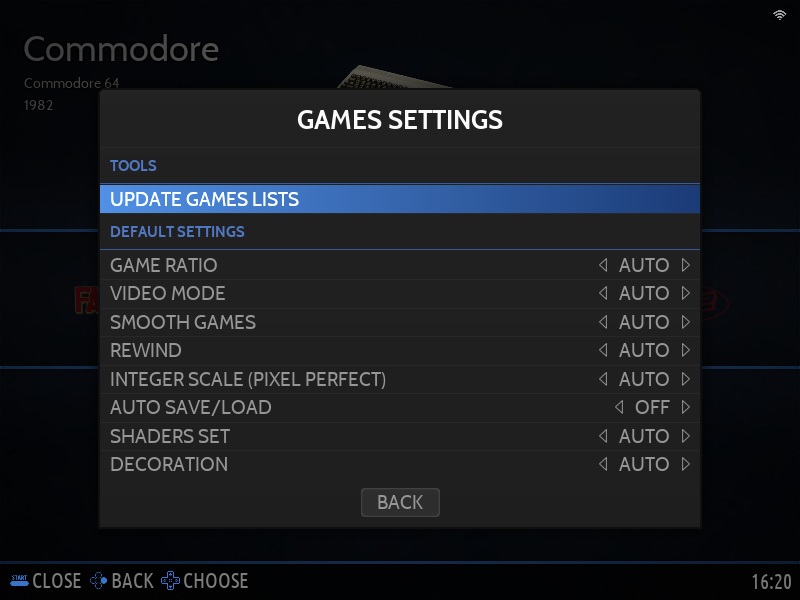 Commodore
Commodore 64
1982
GAMES SETTINGS
TOOLS
UPDATE GAMES LISTS
DEFAULT SETTINGS
GAME RATIO AUTO
VIDEO MODE AUTO
SMOOTH GAMES AUTO
REWIND AUTO
INTEGER SCALE (PIXEL PERFECT) AUTO
AUTO SAVE/LOAD OFF
SHADERS SET AUTO
DECORATION AUTO
BACK
START CLOSE BACK CHOOSE 16:20